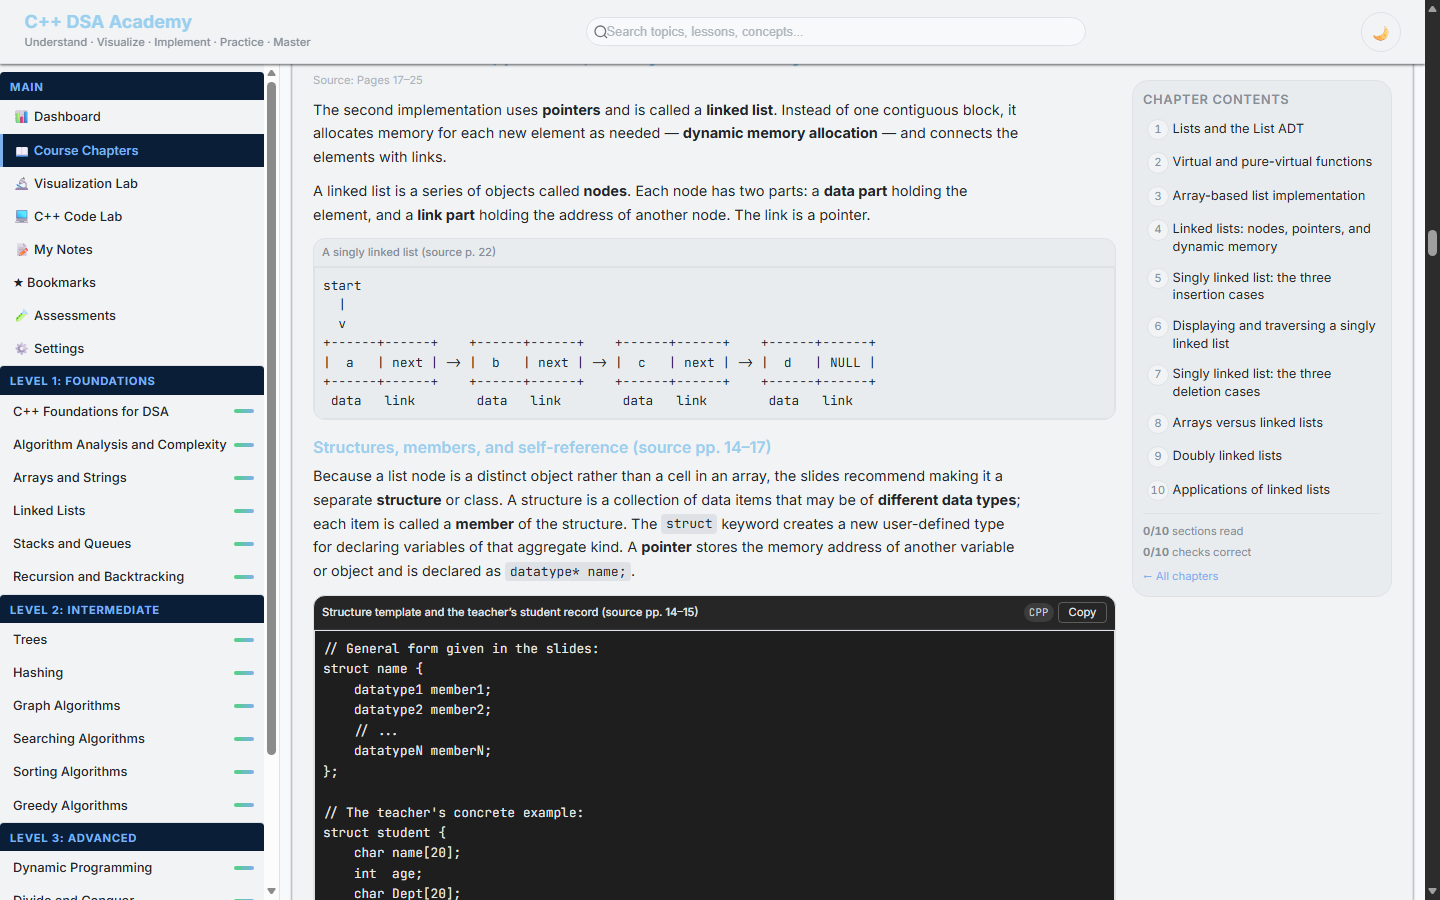 C++ DSA Academy
Understand · Visualize · Implement · Practice · Master
Search topics, lessons, concepts...
MAIN
Dashboard
Course Chapters
Visualization Lab
C++ Code Lab
My Notes
★ Bookmarks
Assessments
Settings
LEVEL 1: FOUNDATIONS
C++ Foundations for DSA
Algorithm Analysis and Complexity
Arrays and Strings
Linked Lists
Stacks and Queues
Recursion and Backtracking
LEVEL 2: INTERMEDIATE
Trees
Hashing
Graph Algorithms
Searching Algorithms
Sorting Algorithms
Greedy Algorithms
LEVEL 3: ADVANCED
Dynamic Programming
Divide and Conquer
Source: Pages 17–25
The second implementation uses pointers and is called a linked list. Instead of one contiguous block, it
allocates memory for each new element as needed — dynamic memory allocation — and connects the
elements with links.
A linked list is a series of objects called nodes. Each node has two parts: a data part holding the
element, and a link part holding the address of another node. The link is a pointer.
A singly linked list (source p. 22)
start
  |
  v
+------+------+    +------+------+    +------+------+    +------+------+
|  a   | next | -> |  b   | next | -> |  c   | next | -> |  d   | NULL |
+------+------+    +------+------+    +------+------+    +------+------+
 data   link        data   link        data   link        data   link
Structures, members, and self-reference (source pp. 14–17)
Because a list node is a distinct object rather than a cell in an array, the slides recommend making it a
separate structure or class. A structure is a collection of data items that may be of different data types;
each item is called a member of the structure. The struct keyword creates a new user-defined type
for declaring variables of that aggregate kind. A pointer stores the memory address of another variable
or object and is declared as datatype* name; .
Structure template and the teacher's student record (source pp. 14–15)
CPP
Copy
// General form given in the slides:
struct name {
    datatype1 member1;
    datatype2 member2;
    // ...
    datatypeN memberN;
};
// The teacher's concrete example:
struct student {
    char name[20];
    int  age;
    char Dept[20];
CHAPTER CONTENTS
1 Lists and the List ADT
2 Virtual and pure-virtual functions
3 Array-based list implementation
4 Linked lists: nodes, pointers, and
dynamic memory
5 Singly linked list: the three
insertion cases
6 Displaying and traversing a singly
linked list
7 Singly linked list: the three
deletion cases
8 Arrays versus linked lists
9 Doubly linked lists
10 Applications of linked lists
0/10 sections read
0/10 checks correct
← All chapters